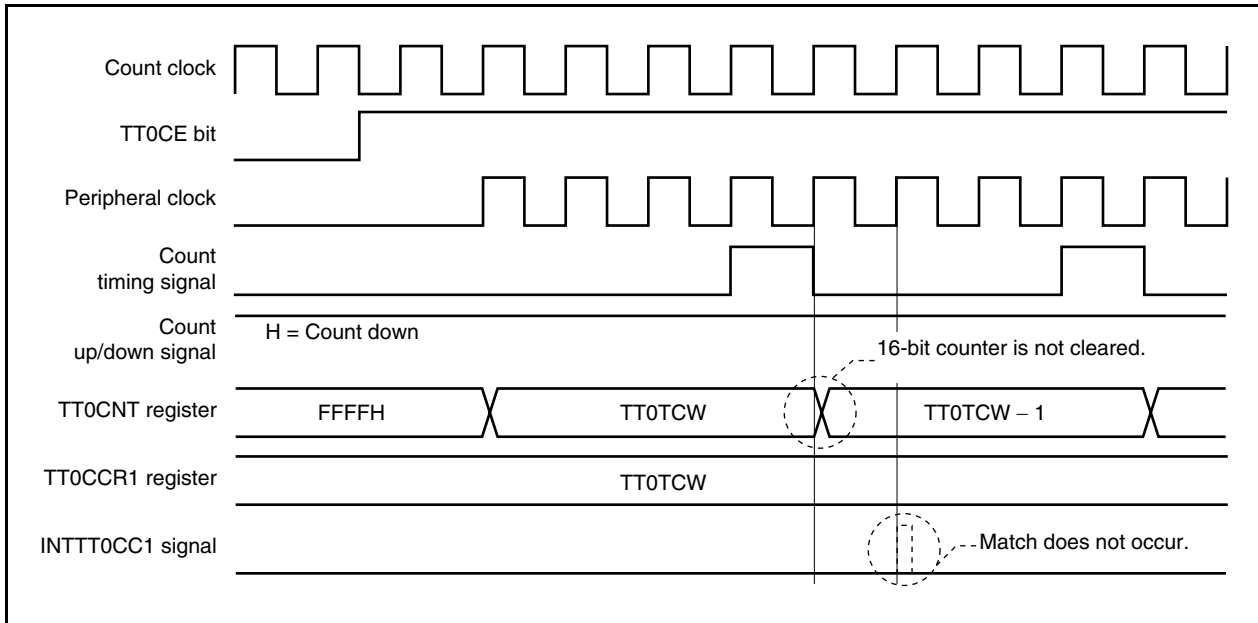 Count clock
TT0CE bit
Peripheral clock
Count
timing signal
Count
up/down signal
H = Count down
16-bit counter is not cleared.
TT0CNT register
FFFFH
TT0TCW
TT0TCW – 1
TT0CCR1 register
TT0TCW
INTTT0CC1 signal
Match does not occur.